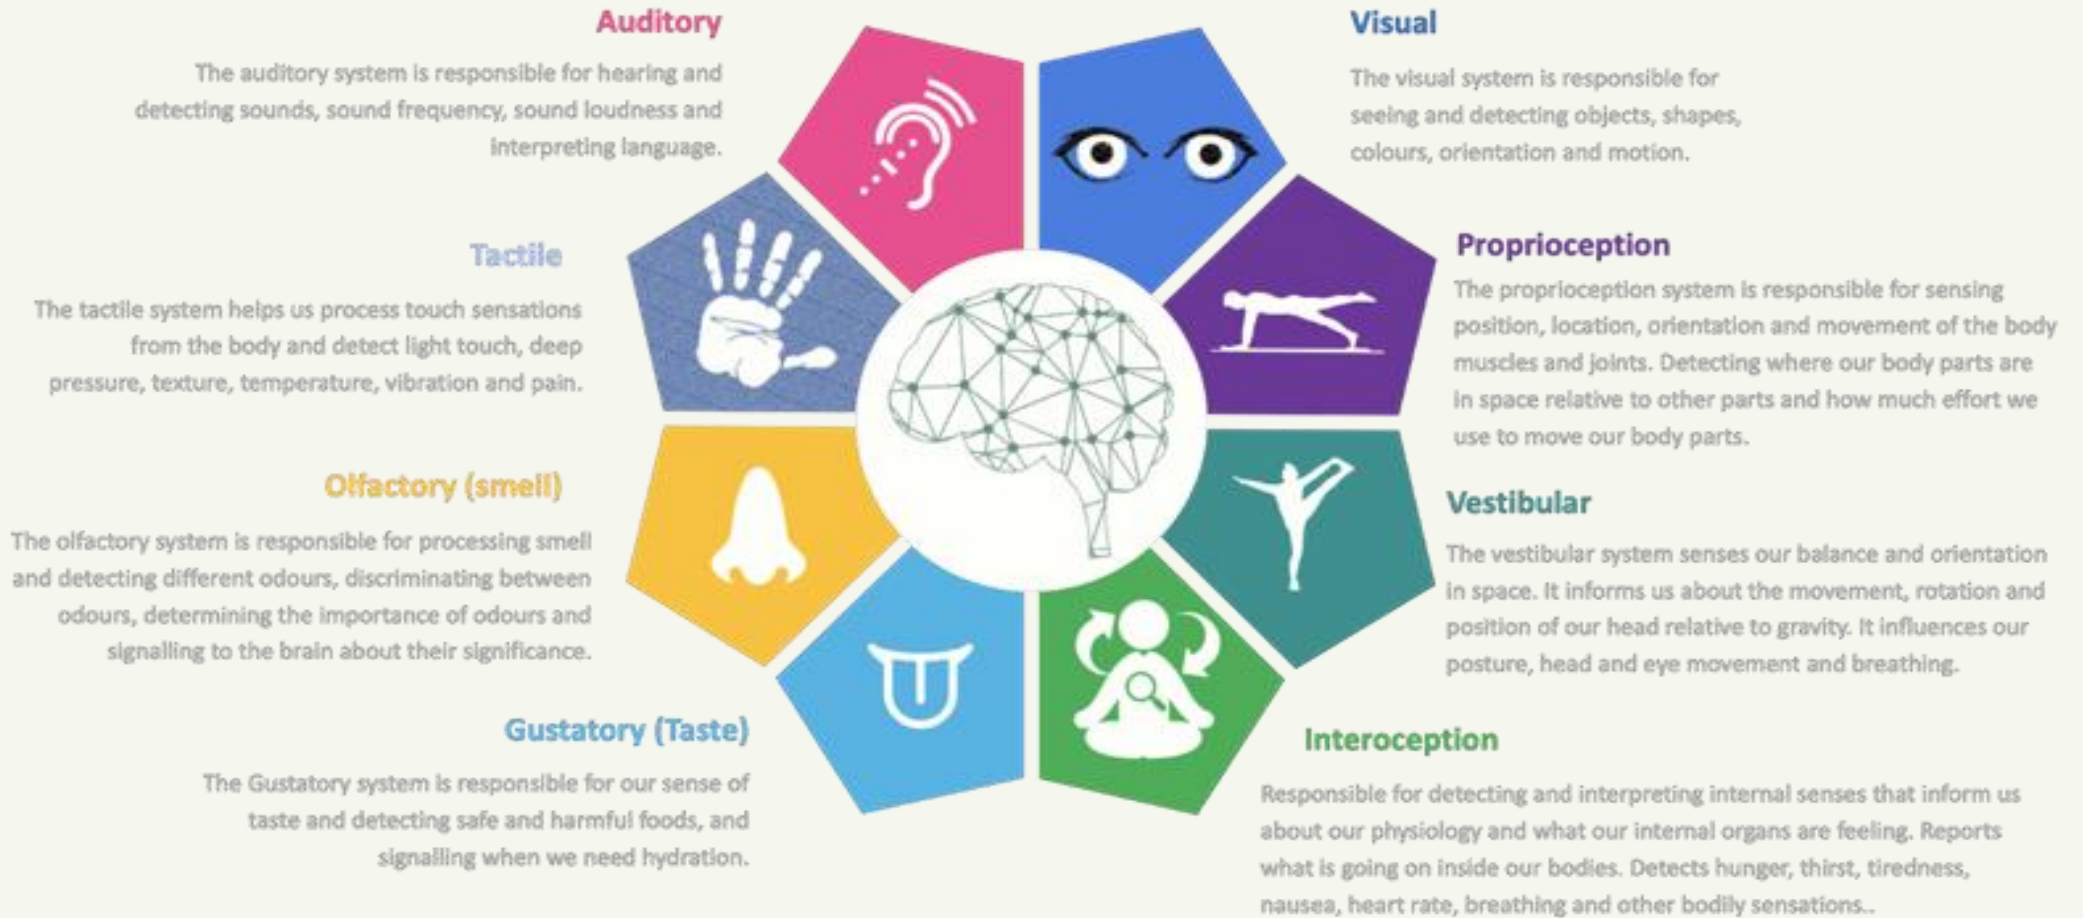 Auditory
The auditory system is responsible for hearing and
detecting sounds, sound frequency, sound loudness and
interpreting language.
Tactile
The tactile system helps us process touch sensations
from the body and detect light touch, deep
pressure, texture, temperature, vibration and pain.
Olfactory (smell)
The olfactory system is responsible for processing smell
and detecting different odours, discriminating between
odours, determining the importance of odours and
signalling to the brain about their significance.
Gustatory (Taste)
The Gustatory system is responsible for our sense of
taste and detecting safe and harmful foods, and
signalling when we need hydration.
Visual
The visual system is responsible for
seeing and detecting objects, shapes,
colours, orientation and motion.
Proprioception
The proprioception system is responsible for sensing
position, location, orientation and movement of the body
muscles and joints. Detecting where our body parts are
in space relative to other parts and how much effort we
use to move our body parts.
Vestibular
The vestibular system senses our balance and orientation
in space. It informs us about the movement, rotation and
position of our head relative to gravity. It influences our
posture, head and eye movement and breathing.
Interoception
Responsible for detecting and interpreting internal senses that inform us
about our physiology and what our internal organs are feeling. Reports
what is going on inside our bodies. Detects hunger, thirst, tiredness,
nausea, heart rate, breathing and other bodily sensations..